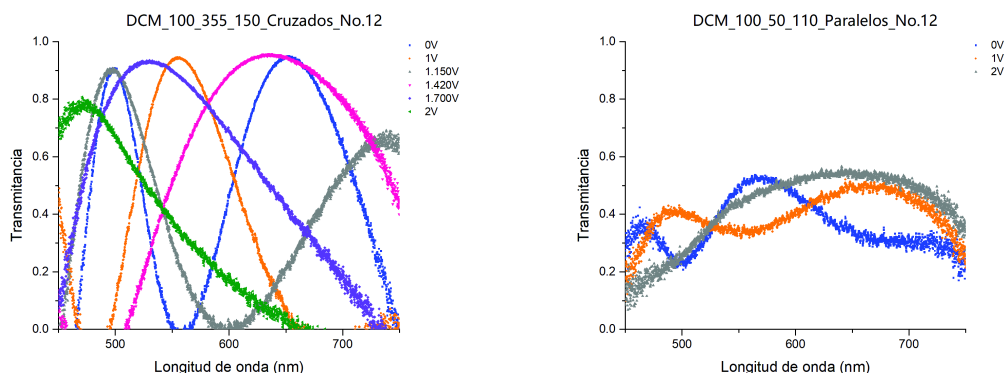 DCM_100_355_150_Cruzados_No.12
1.0
0.8
0.6
0.4
0.2
0.0
Transmitancia
500
600
700
Longitud de onda (nm)
0V
1V
1.150V
1.420V
1.700V
2V
DCM_100_50_110_Paralelos_No.12
1.0
0.8
0.6
0.4
0.2
0.0
Transmitancia
500
600
700
Longitud de onda (nm)
0V
1V
2V